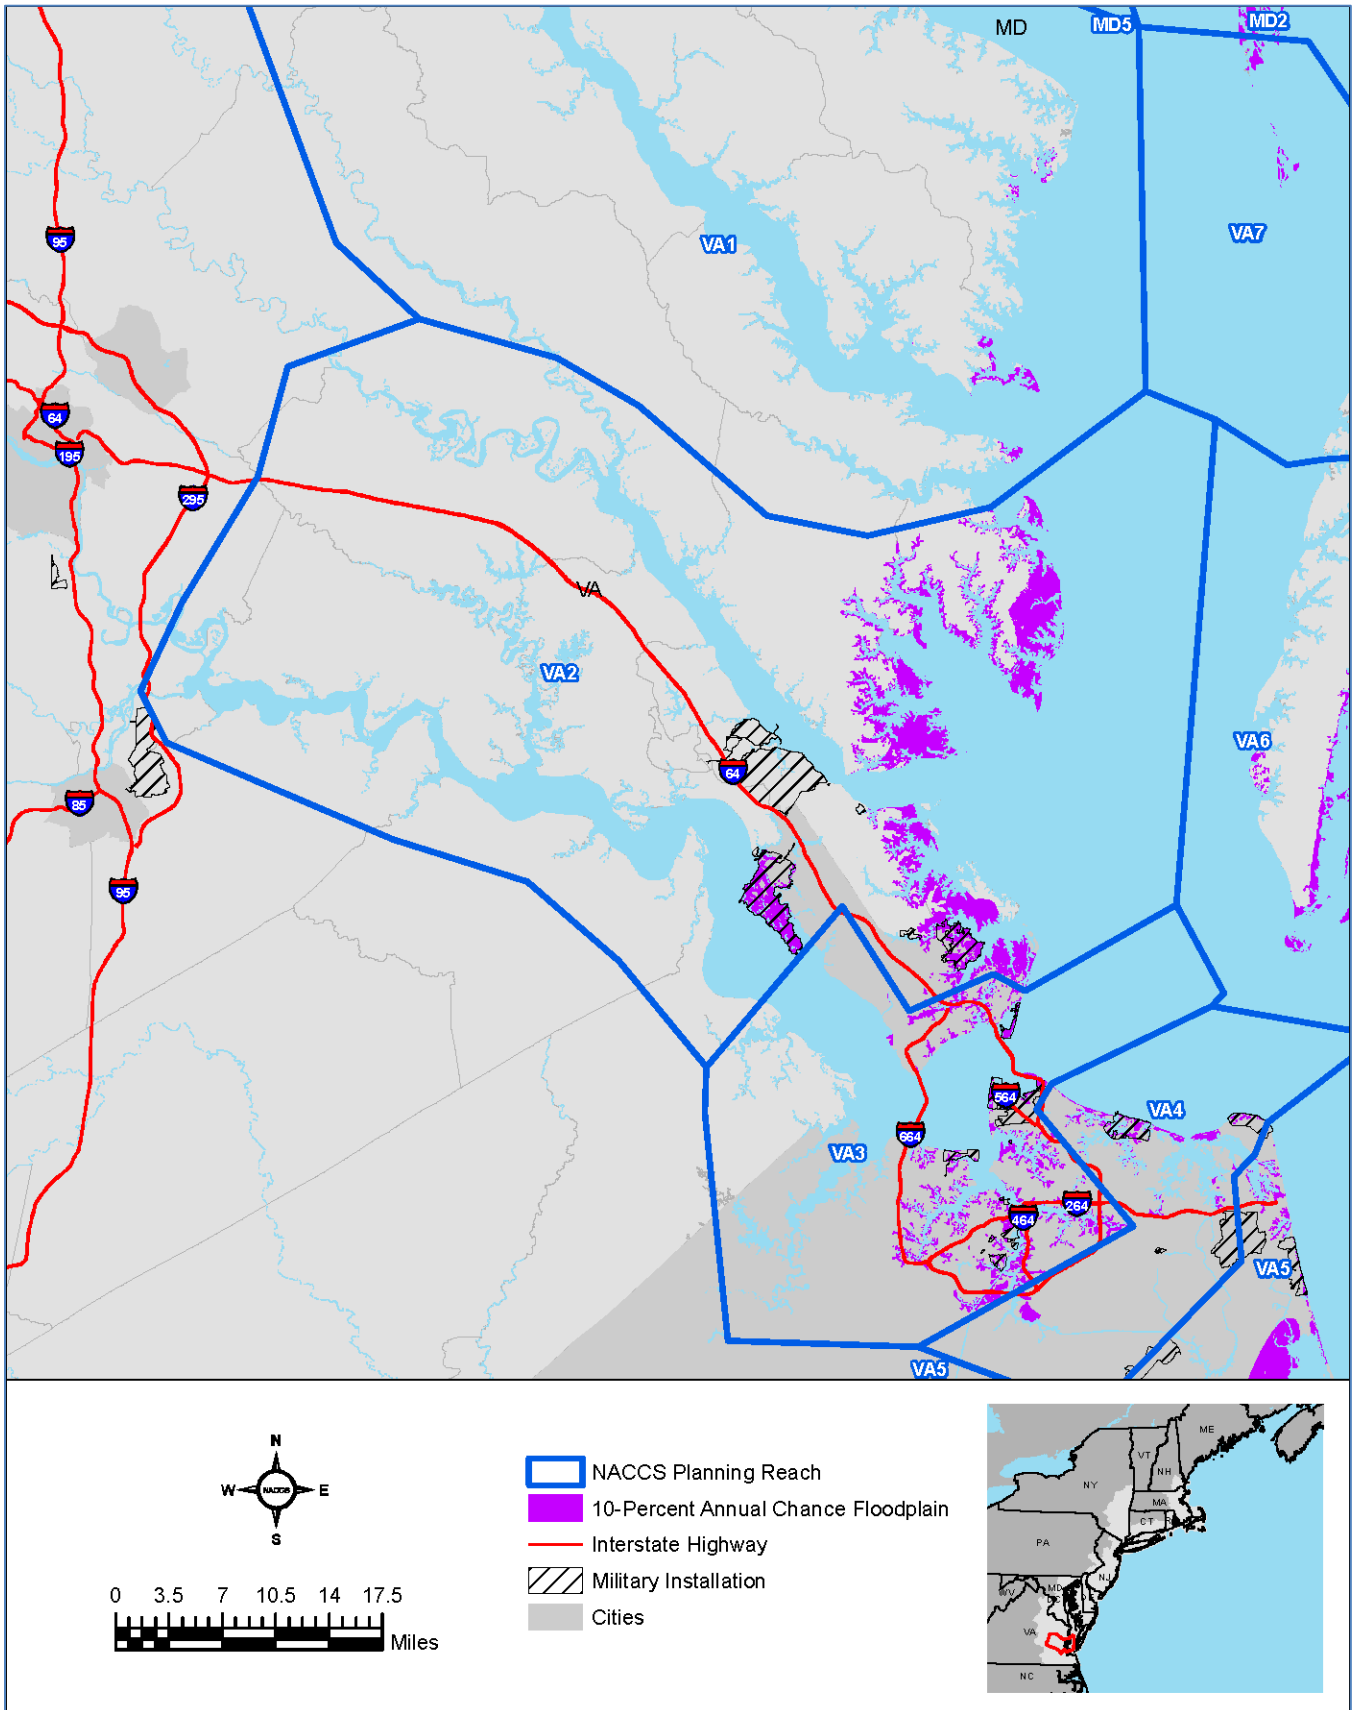 MD
MD5
MD2
95
VA1
VA7
64
195
295
VA
VA2
VA6
64
85
95
564
VA4
664
VA3
264
464
VA5
VA5
N
W NACCS E
S
0 3.5 7 10.5 14 17.5
Miles
NACCS Planning Reach
10-Percent Annual Chance Floodplain
Interstate Highway
Military Installation
Cities
ME
VT
NH
NY
MA
CT
PA
NJ
MD
WV
VA
NC